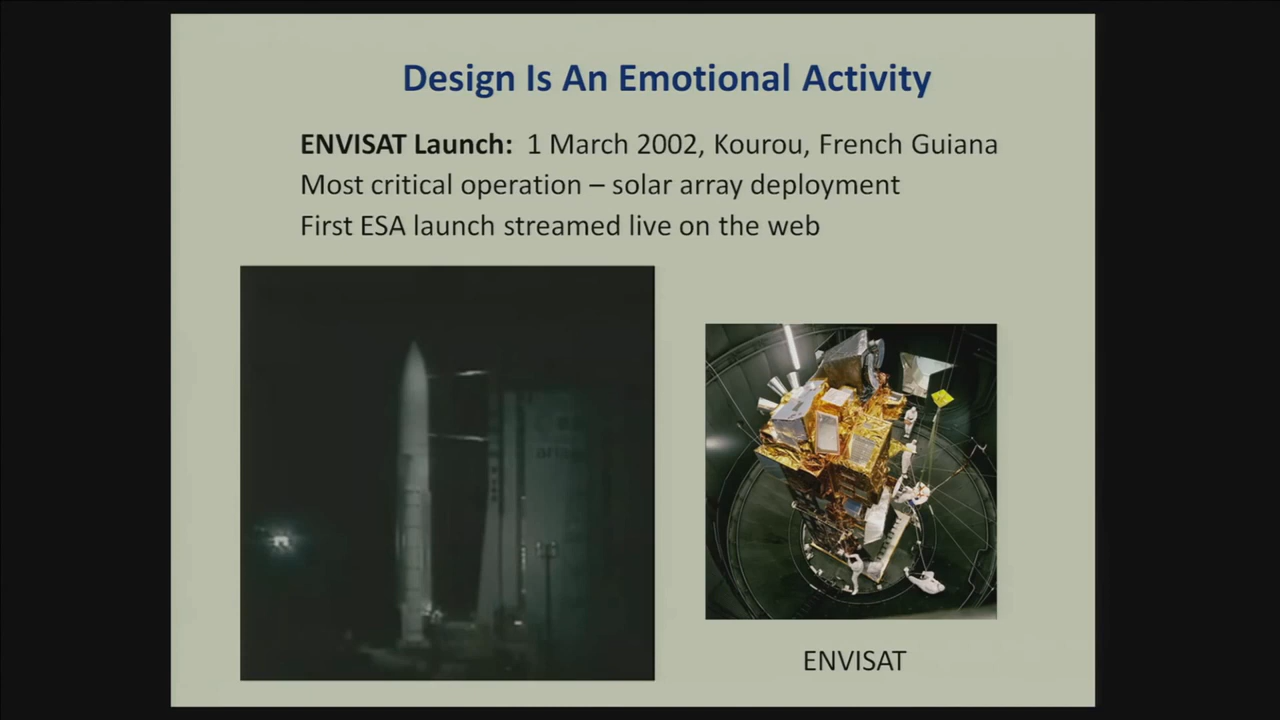 Design Is An Emotional Activity
ENVISAT Launch: 1 March 2002, Kourou, French Guiana
Most critical operation – solar array deployment
First ESA launch streamed live on the web
ENVISAT